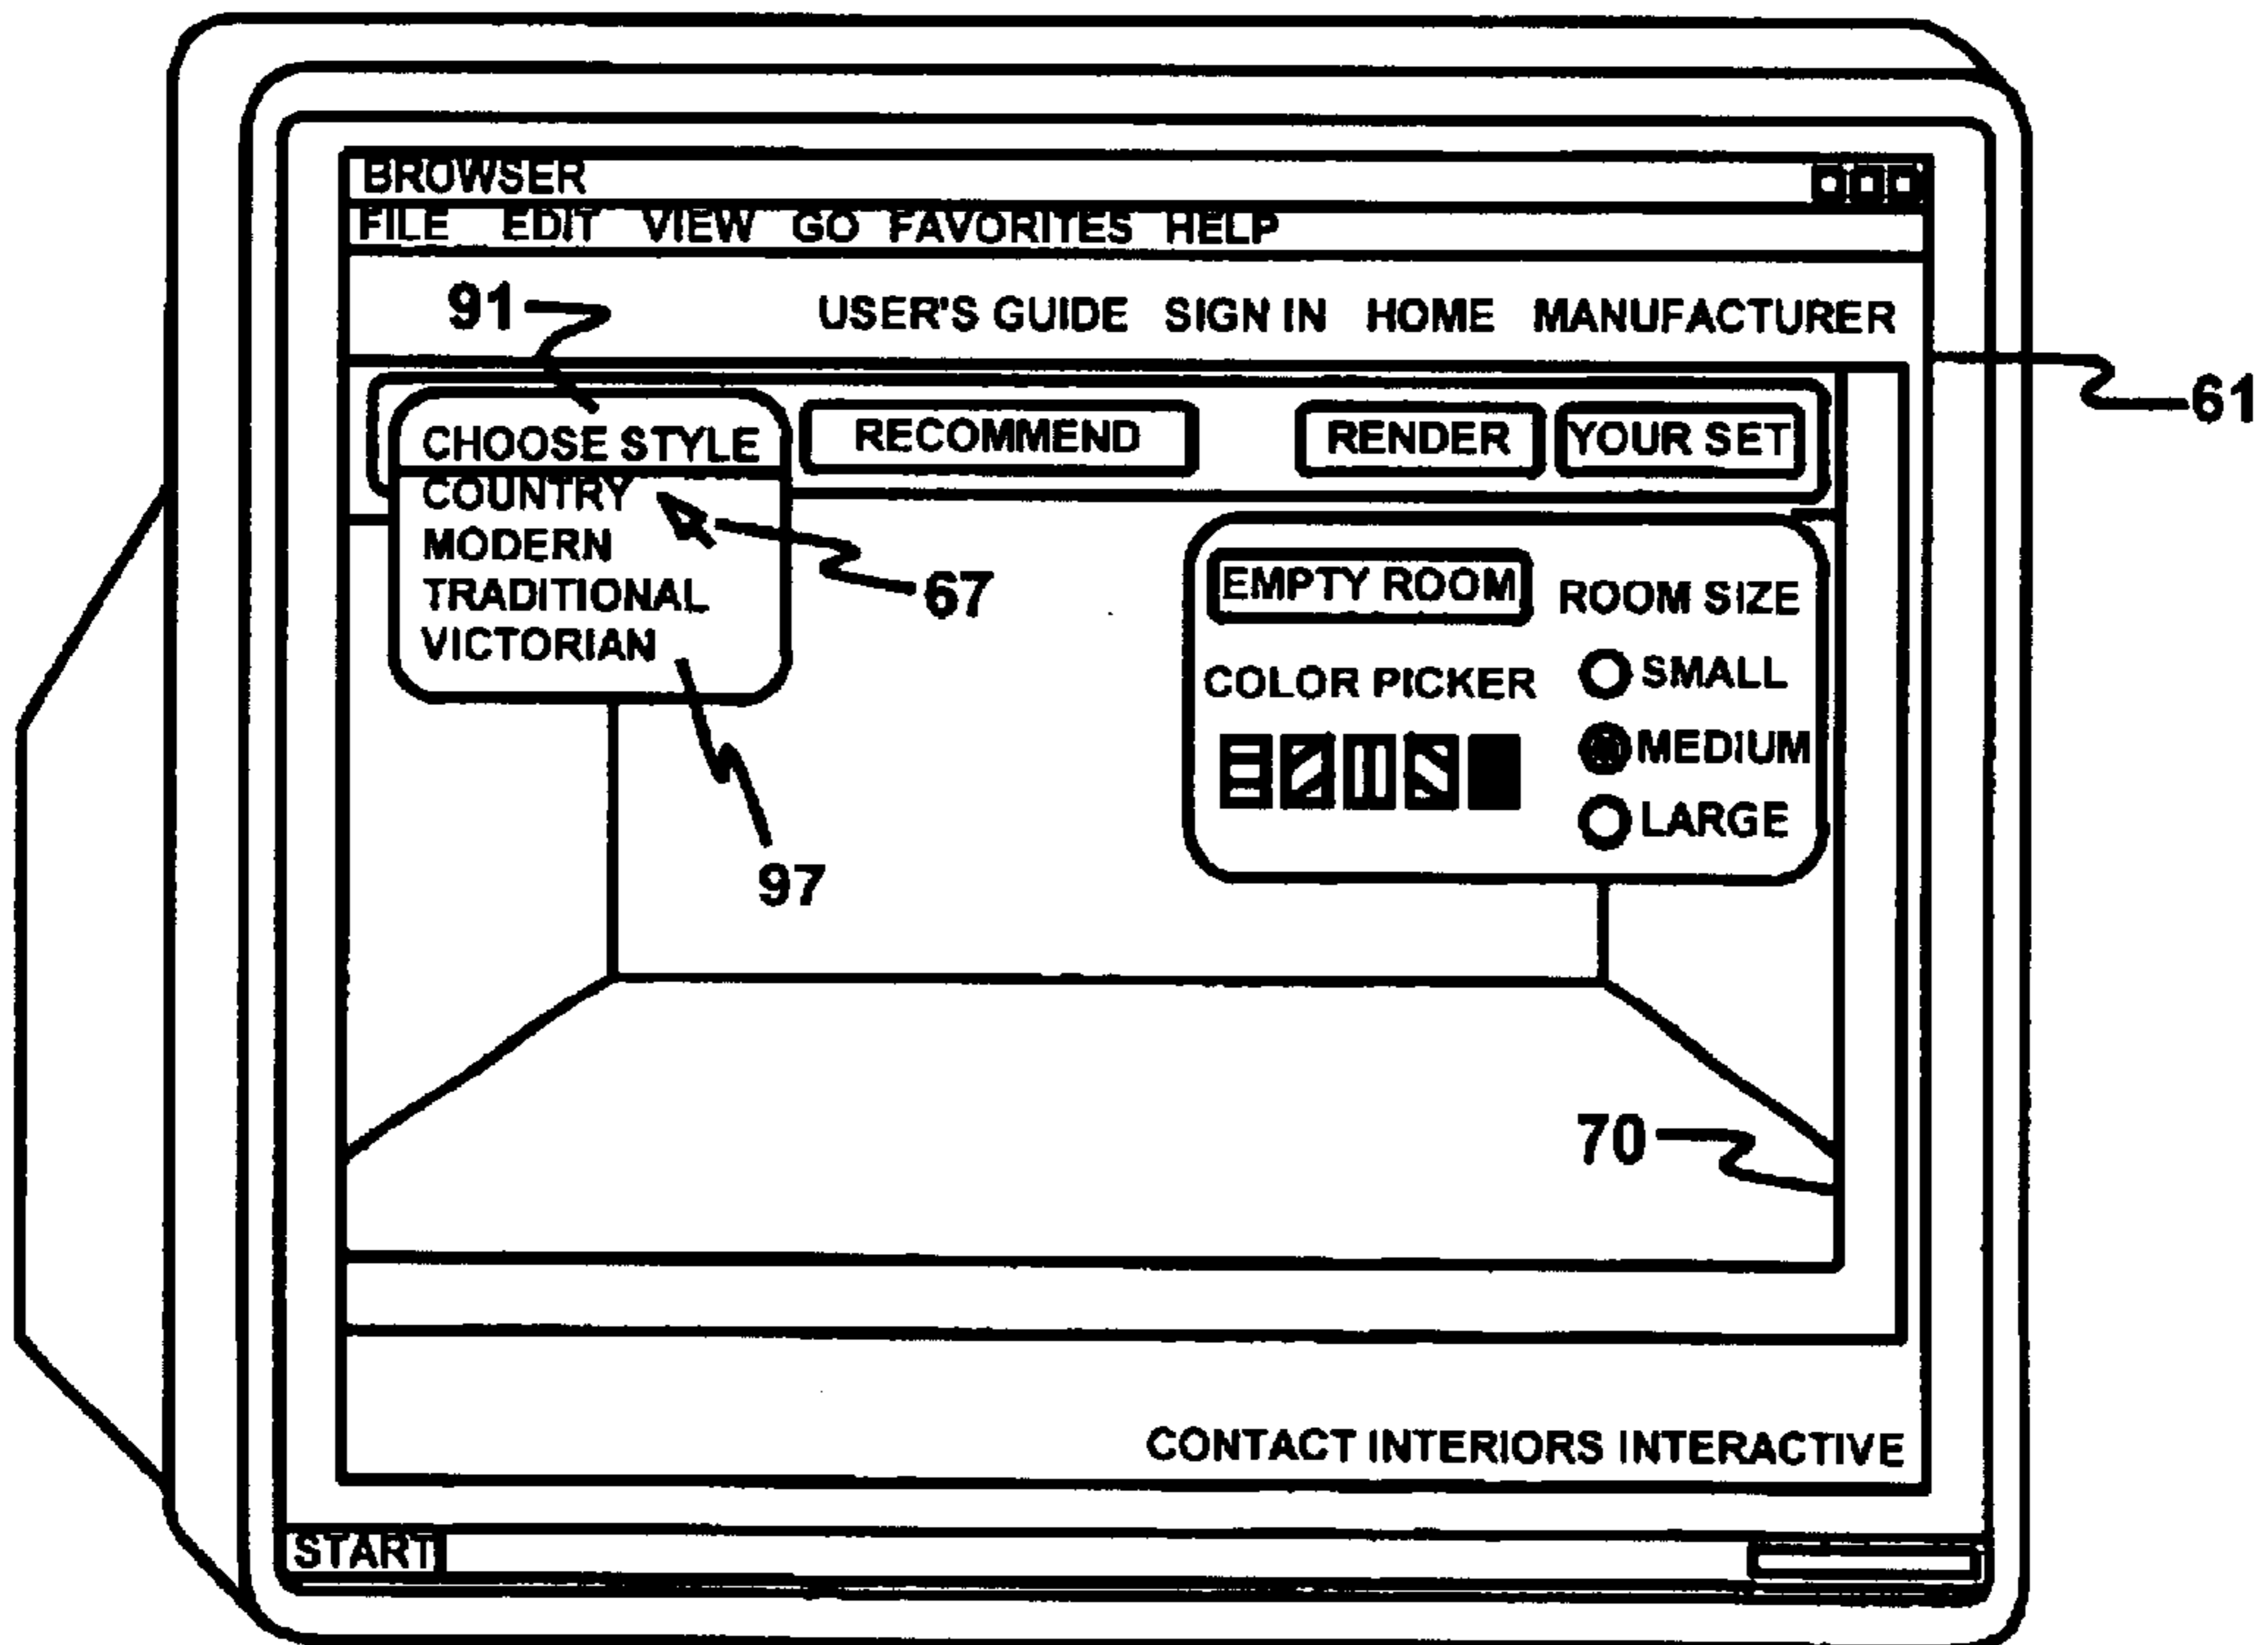 BROWSER
FILE EDIT VIEW GO FAVORITES HELP
91
USER'S GUIDE SIGN IN HOME MANUFACTURER
61
CHOOSE STYLE
RECOMMEND
RENDER
YOUR SET
COUNTRY
MODERN
TRADITIONAL
VICTORIAN
67
97
EMPTY ROOM
ROOM SIZE
COLOR PICKER
SMALL
MEDIUM
LARGE
70
CONTACT INTERIORS INTERACTIVE
START